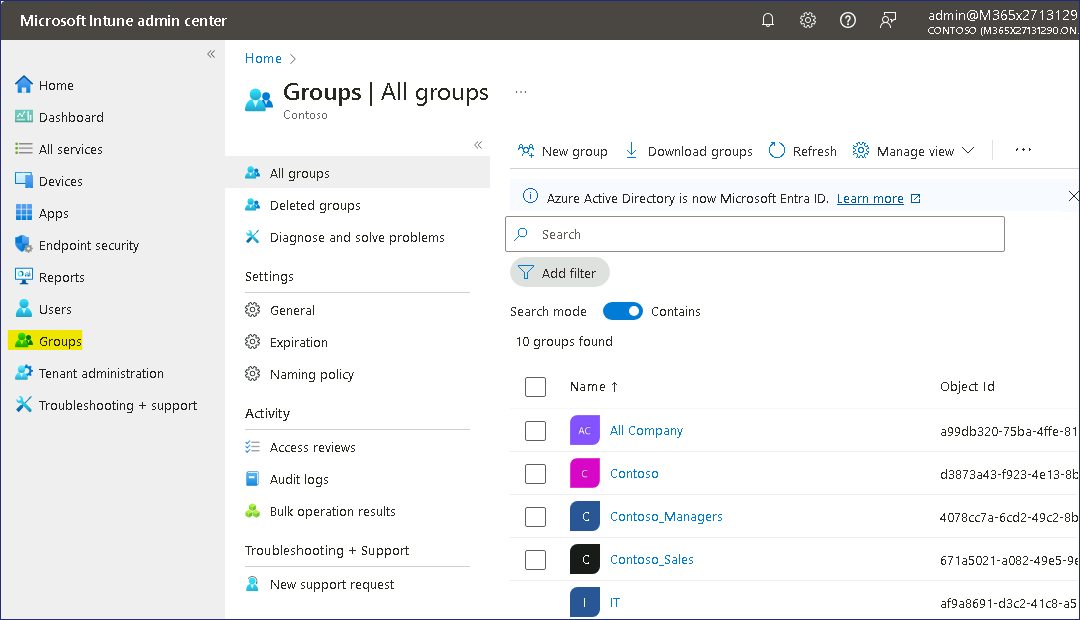 Microsoft Intune admin center
admin@M365x2713129
CONTOSO (M365X27131290.ON.
Home
Dashboard
All services
Devices
Apps
Endpoint security
Reports
Users
Groups
Tenant administration
Troubleshooting + support
Home
Groups | All groups
Contoso
All groups
Deleted groups
Diagnose and solve problems
Settings
General
Expiration
Naming policy
Activity
Access reviews
Audit logs
Bulk operation results
Troubleshooting + Support
New support request
New group Download groups Refresh Manage view
Azure Active Directory is now Microsoft Entra ID. Learn more
Search
Add filter
Search mode Contains
10 groups found
Name ↑ Object Id
AC All Company a99db320-75ba-4ffe-81
C Contoso d3873a43-f923-4e13-8b
C Contoso_Managers 4078cc7a-6cd2-49c2-8b
C Contoso_Sales 671a5021-a082-49e5-9e
I IT af9a8691-d3c2-41c8-a5